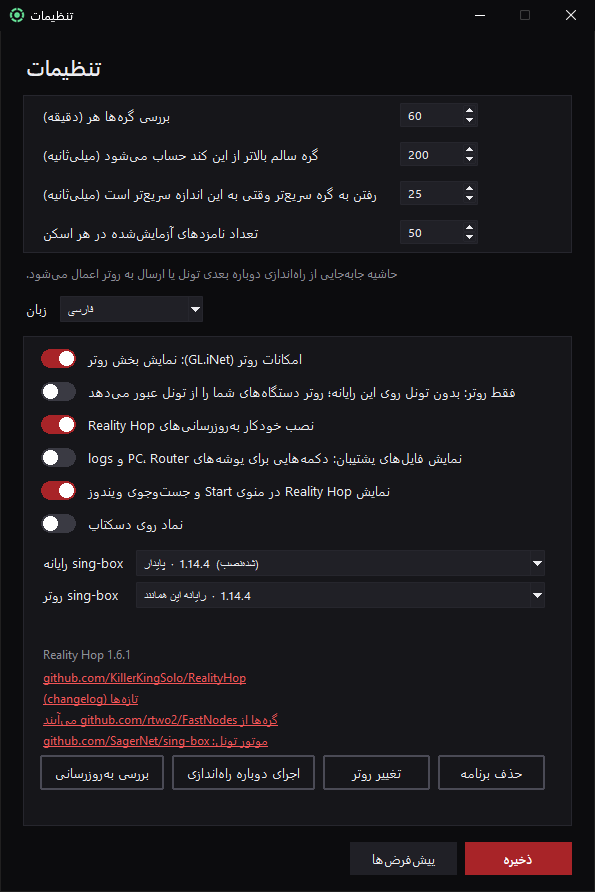 تنظیمات
تنظیمات
بررسی گره‌ها هر (دقیقه) 60
گره سالم بالاتر از این کند حساب می‌شود (میلی‌ثانیه) 200
رفتن به گره سریع‌تر وقتی به این اندازه سریع‌تر است (میلی‌ثانیه) 25
تعداد نامزدهای آزمایش‌شده در هر اسکن 50
حاشیه جابه‌جایی از راه‌اندازی دوباره بعدی تونل یا ارسال به روتر اعمال می‌شود.
زبان فارسی
امکانات روتر (GL.iNet): نمایش بخش روتر
فقط روتر: بدون تونل روی این رایانه؛ روتر دستگاه‌های شما را از تونل عبور می‌دهد
نصب خودکار به‌روزرسانی‌های Reality Hop
نمایش فایل‌های پشتیبان: دکمه‌هایی برای پوشه‌های PC، Router و logs
نمایش Reality Hop در منوی Start و جست‌وجوی ویندوز
نماد روی دسکتاپ
sing-box رایانه 1.14.4 · پایدار (نصب‌شده)
sing-box روتر 1.14.4 · همانند این رایانه
Reality Hop 1.6.1
github.com/KillerKingSolo/RealityHop
تازه‌ها (changelog)
گره‌ها از github.com/rtwo2/FastNodes می‌آیند
موتور تونل: github.com/SagerNet/sing-box
بررسی به‌روزرسانی اجرای دوباره راه‌اندازی تغییر روتر حذف برنامه
پیش‌فرض‌ها ذخیره